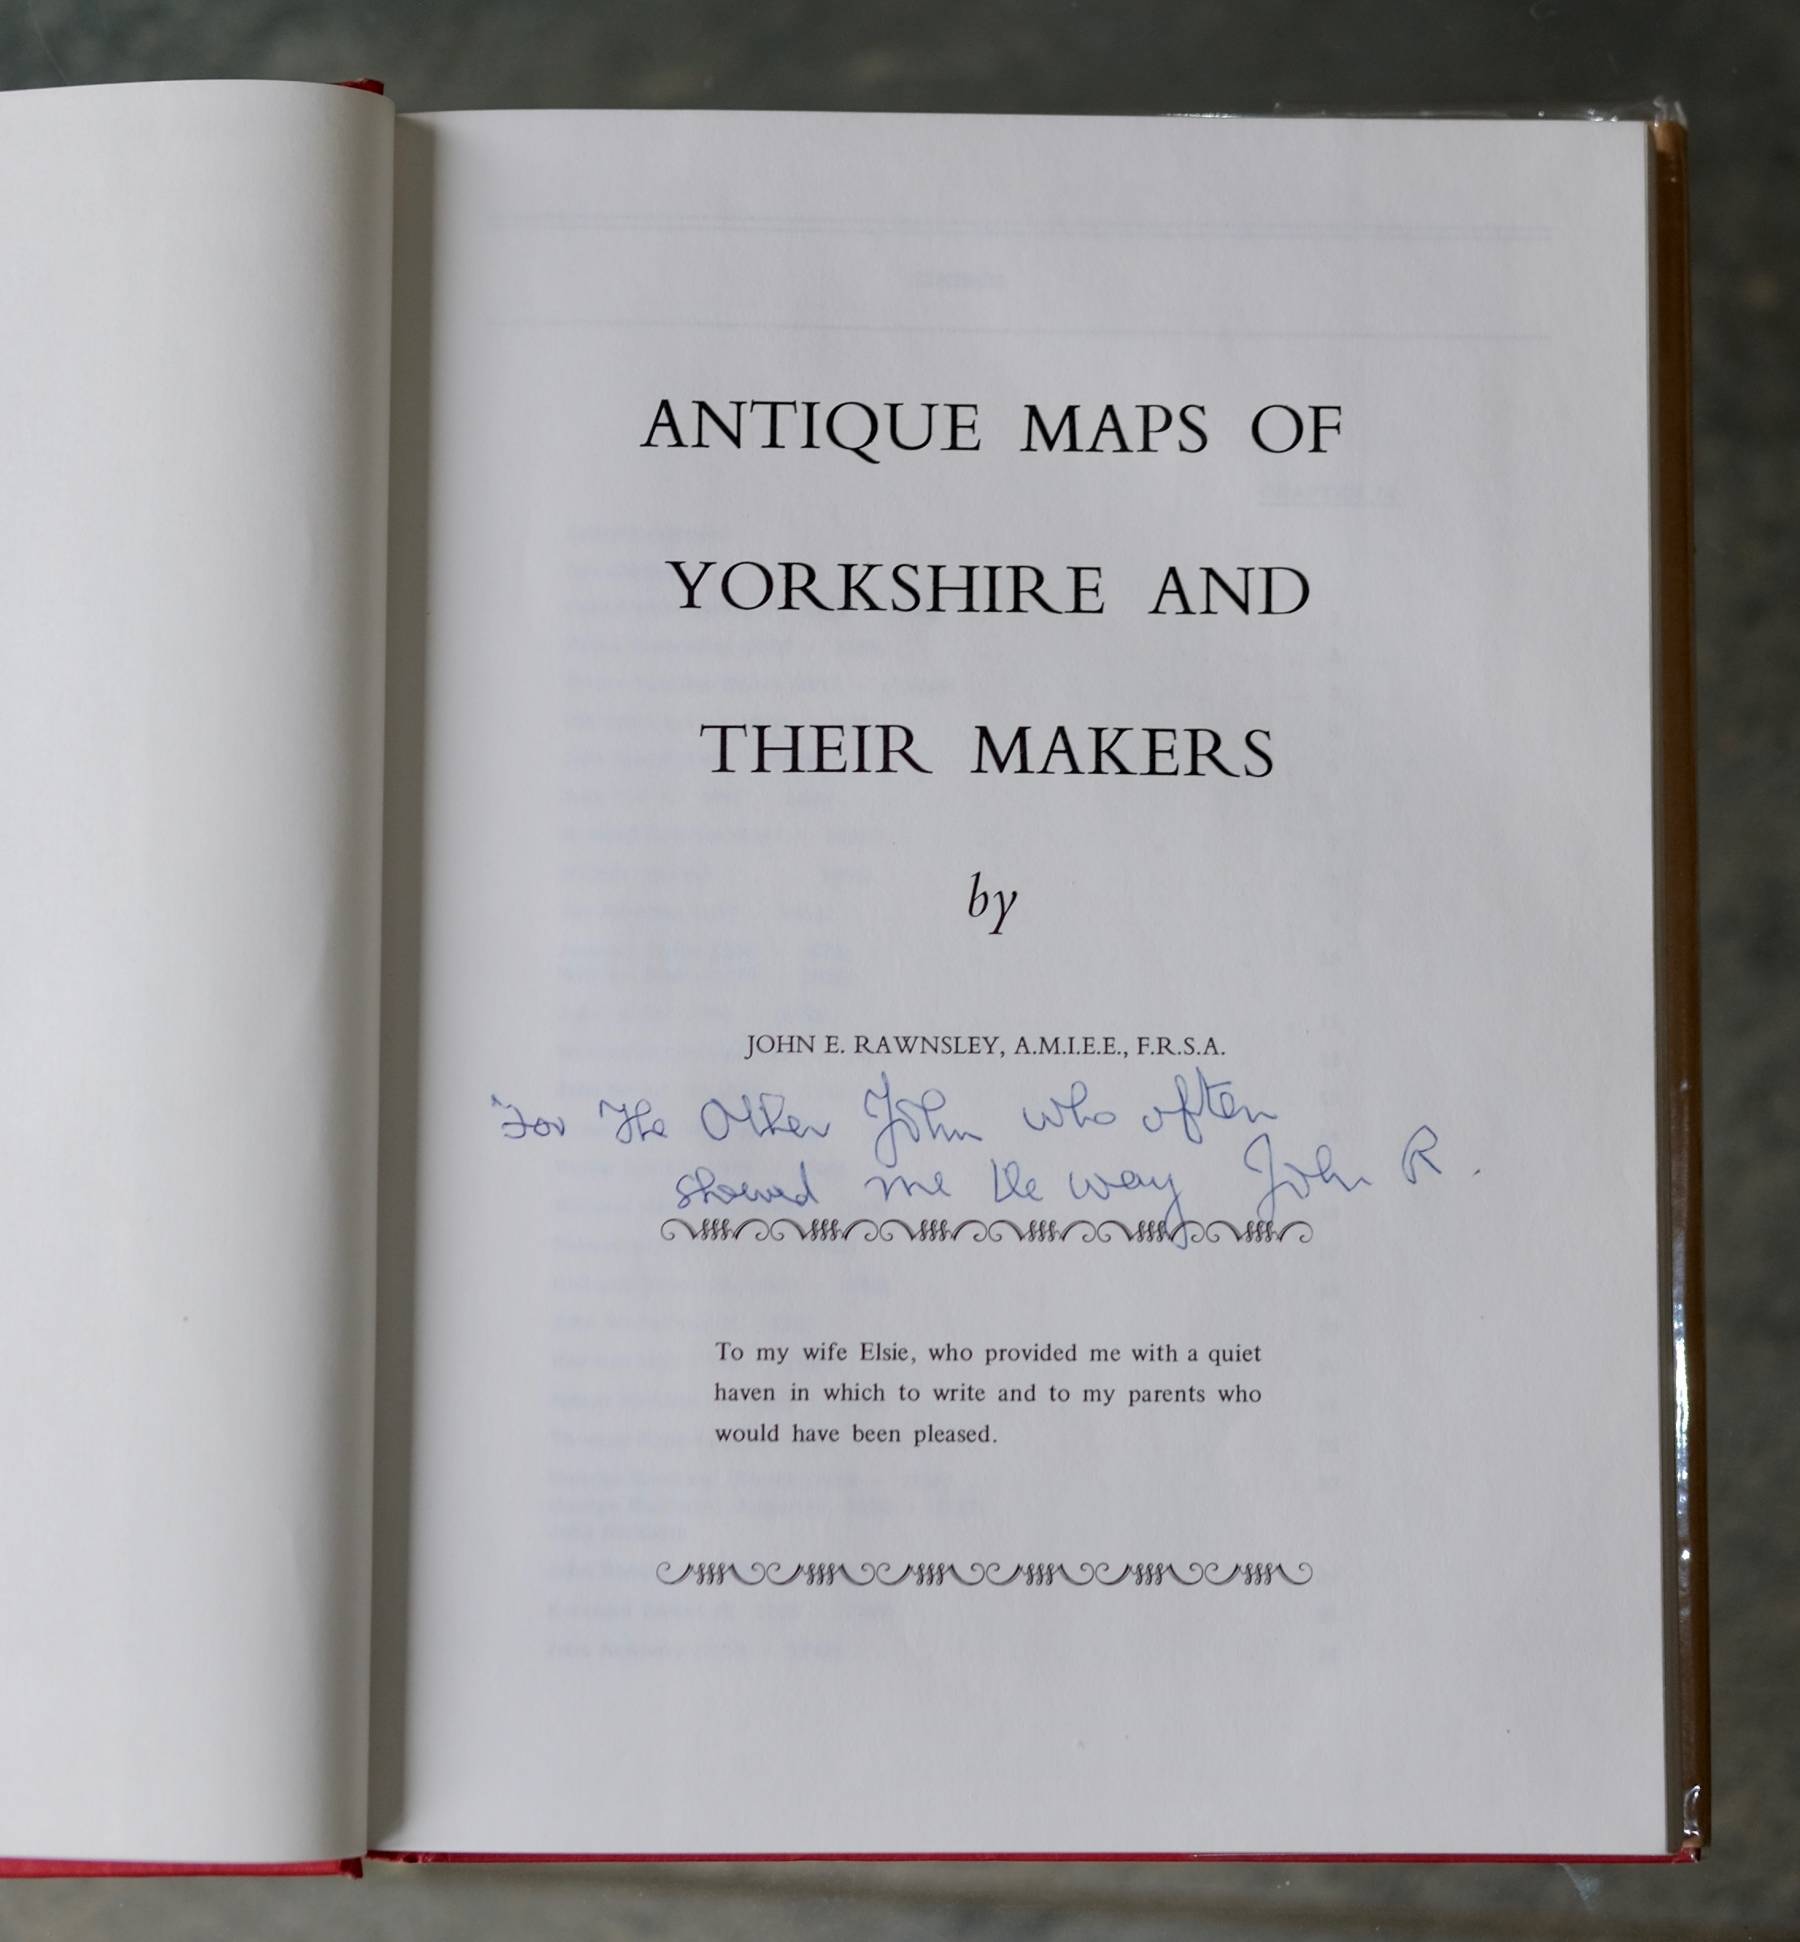 ANTIQUE MAPS OF
YORKSHIRE AND
THEIR MAKERS
by
JOHN E. RAWNSLEY, A.M.I.E.E., F.R.S.A.
For The Other John who often
showed me the way John R.
To my wife Elsie, who provided me with a quiet
haven in which to write and to my parents who
would have been pleased.